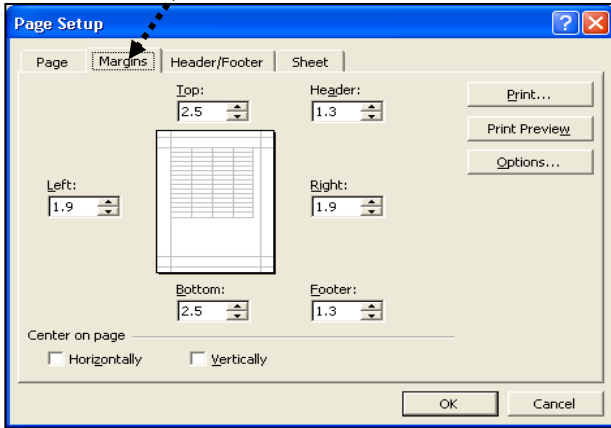 Page Setup
Page Margins Header/Footer Sheet
Top: Header:
2.5 1.3
Print...
Print Preview
Options...
Left: Right:
1.9 1.9
Bottom: Footer:
2.5 1.3
Center on page
Horizontally Vertically
OK Cancel